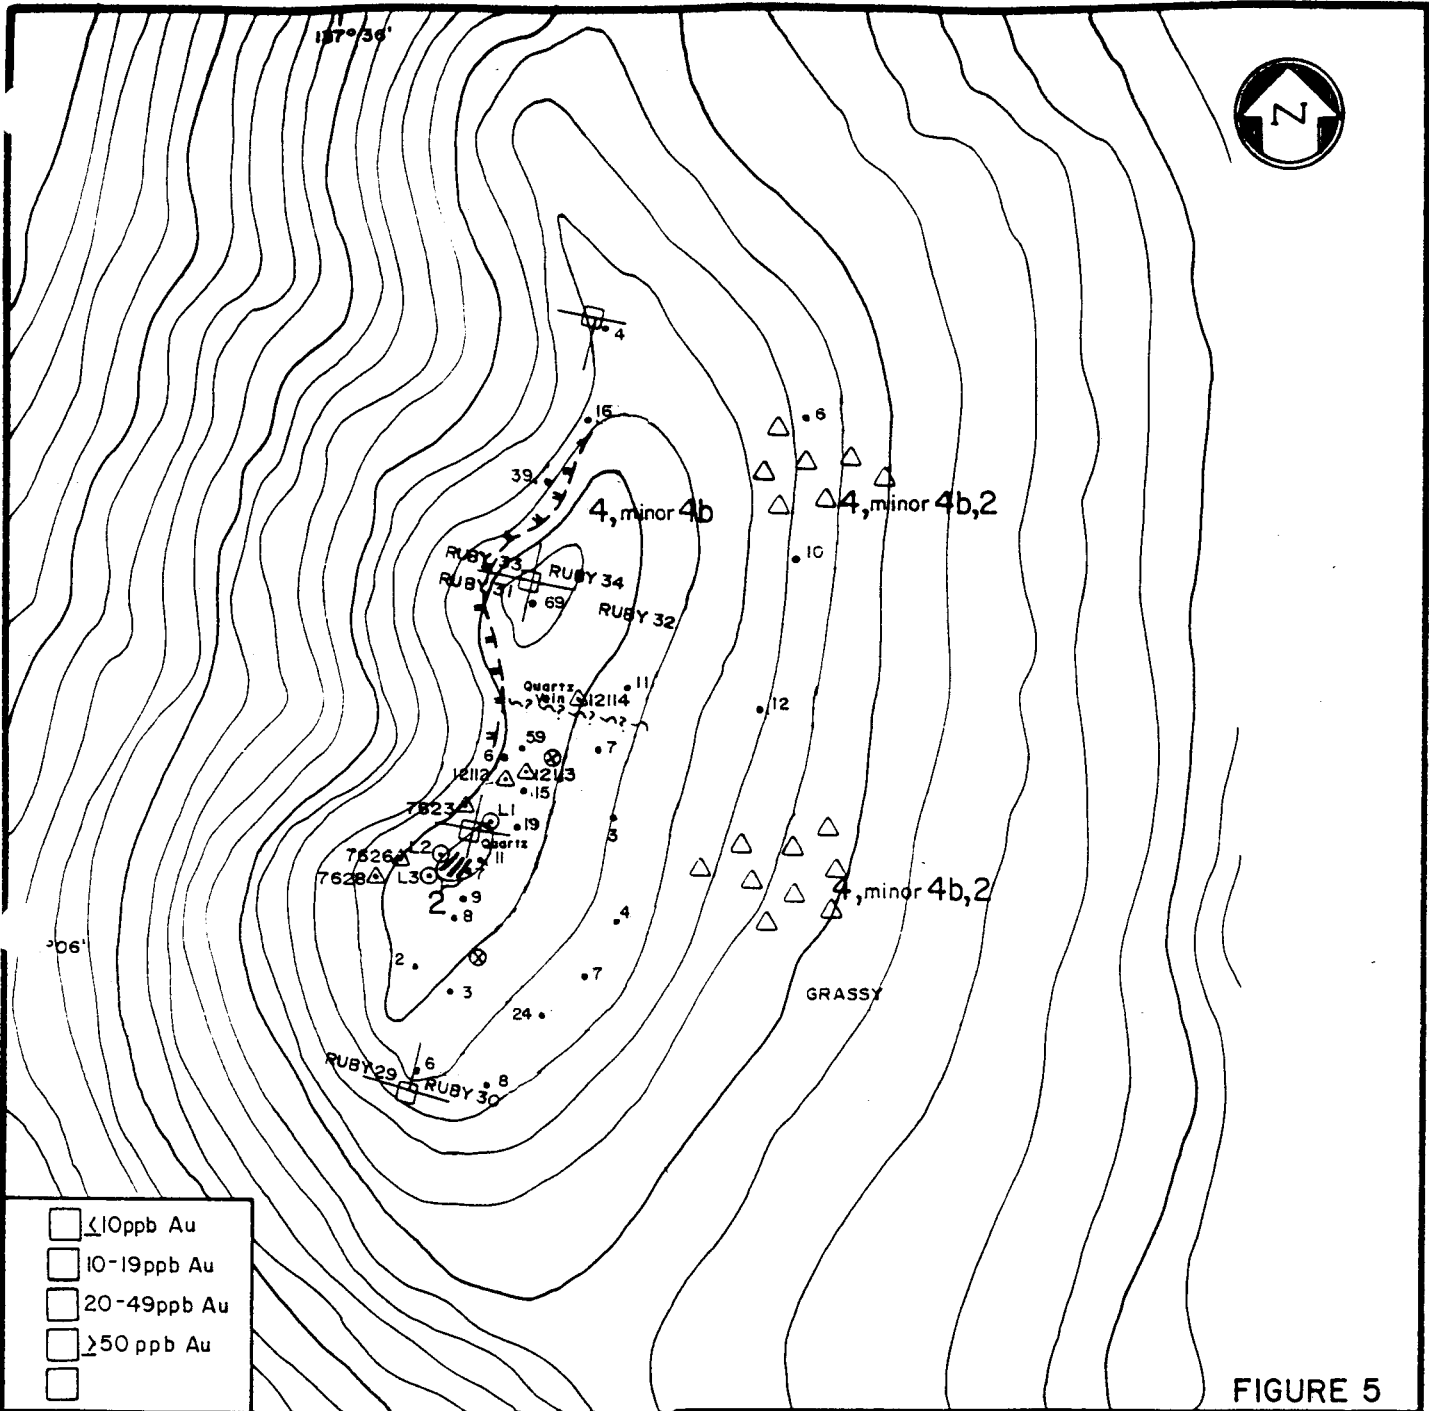 137° 36'
N
4
16
6
39
4, minor 4b
4, minor 4b, 2
10
RUBY 33
RUBY 34
RUBY 31
69
RUBY 32
11
Quartz
Vein
12114
~? ~? ~? ~? ~
12
59
7
6
12112
12113
15
7623
L1
19
3
Quartz
L2
11
7626
7628
L3
7
4, minor 4b, 2
2
9
8
4
°06'
2
7
3
GRASSY
24
6
RUBY 29
RUBY 30
8
≤10ppb Au
10-19ppb Au
20-49ppb Au
≥50 ppb Au
FIGURE 5